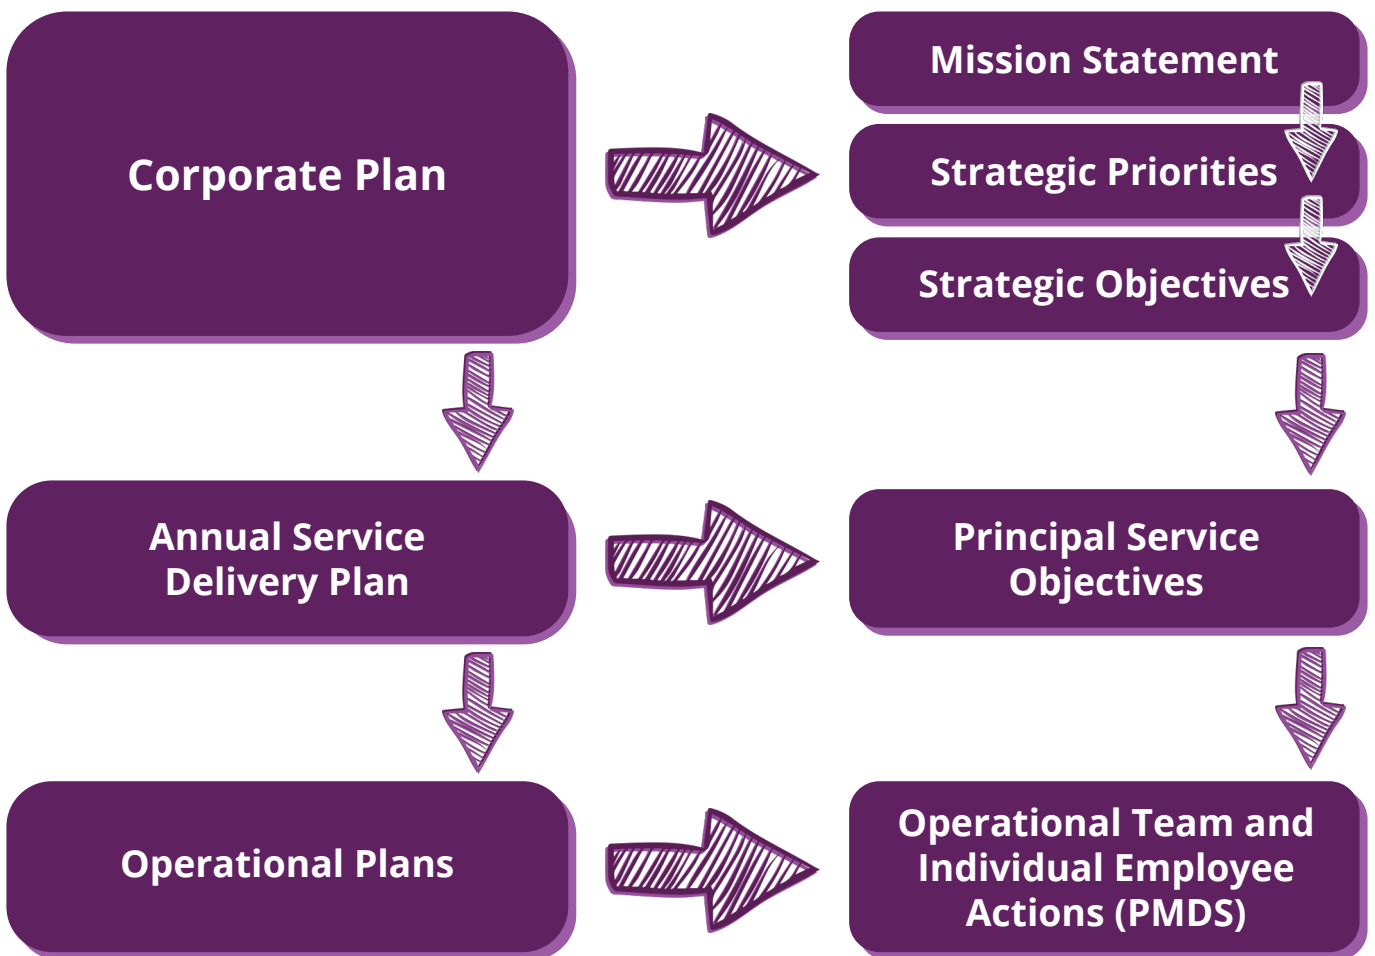 Corporate Plan
Mission Statement
Strategic Priorities
Strategic Objectives
Annual Service
Delivery Plan
Principal Service
Objectives
Operational Plans
Operational Team and
Individual Employee
Actions (PMDS)